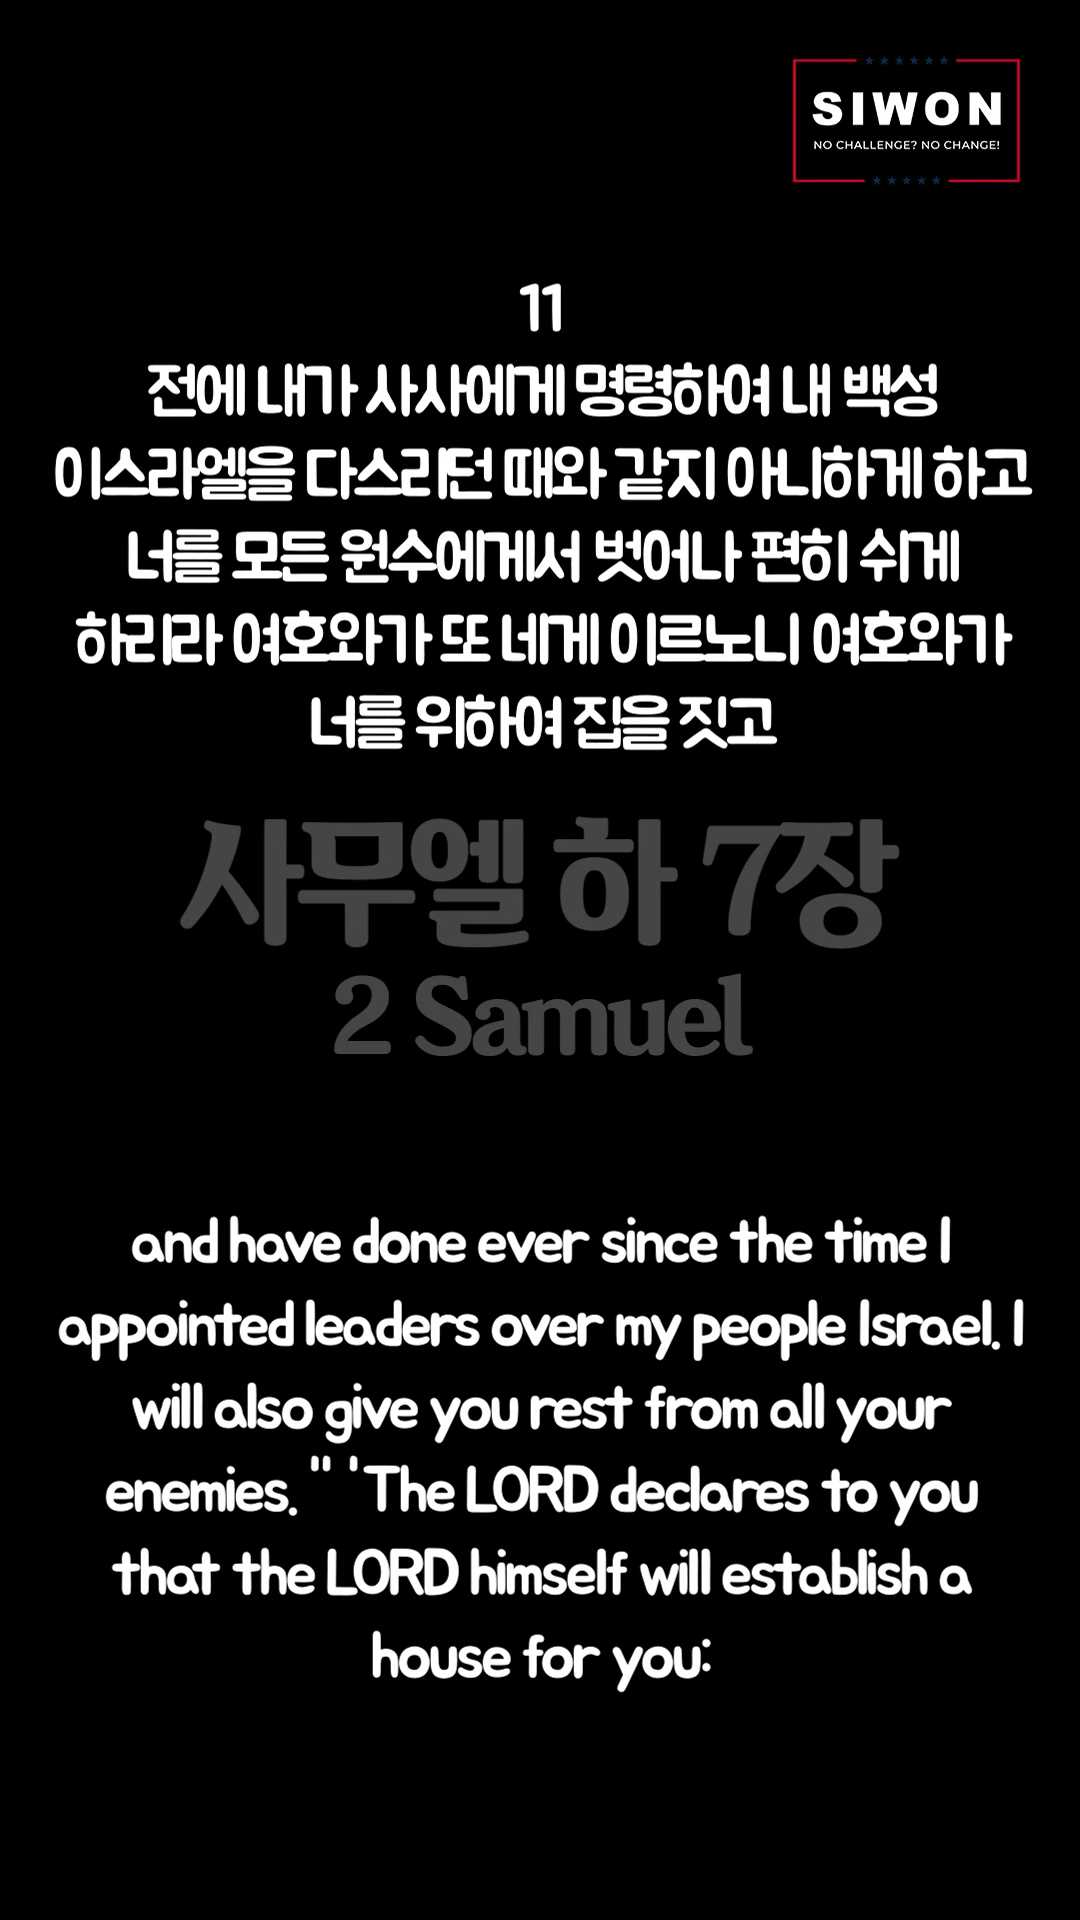 SIWON
NO CHALLENGE? NO CHANGE!
11
전에 내가 사사에게 명령하여 내 백성
이스라엘을 다스리던 때와 같지 아니하게 하고
너를 모든 원수에게서 벗어나 편히 쉬게
하리라 여호와가 또 네게 이르노니 여호와가
너를 위하여 집을 짓고
사무엘 하 7장
2 Samuel
and have done ever since the time I
appointed leaders over my people Israel. I
will also give you rest from all your
enemies. " 'The LORD declares to you
that the LORD himself will establish a
house for you: